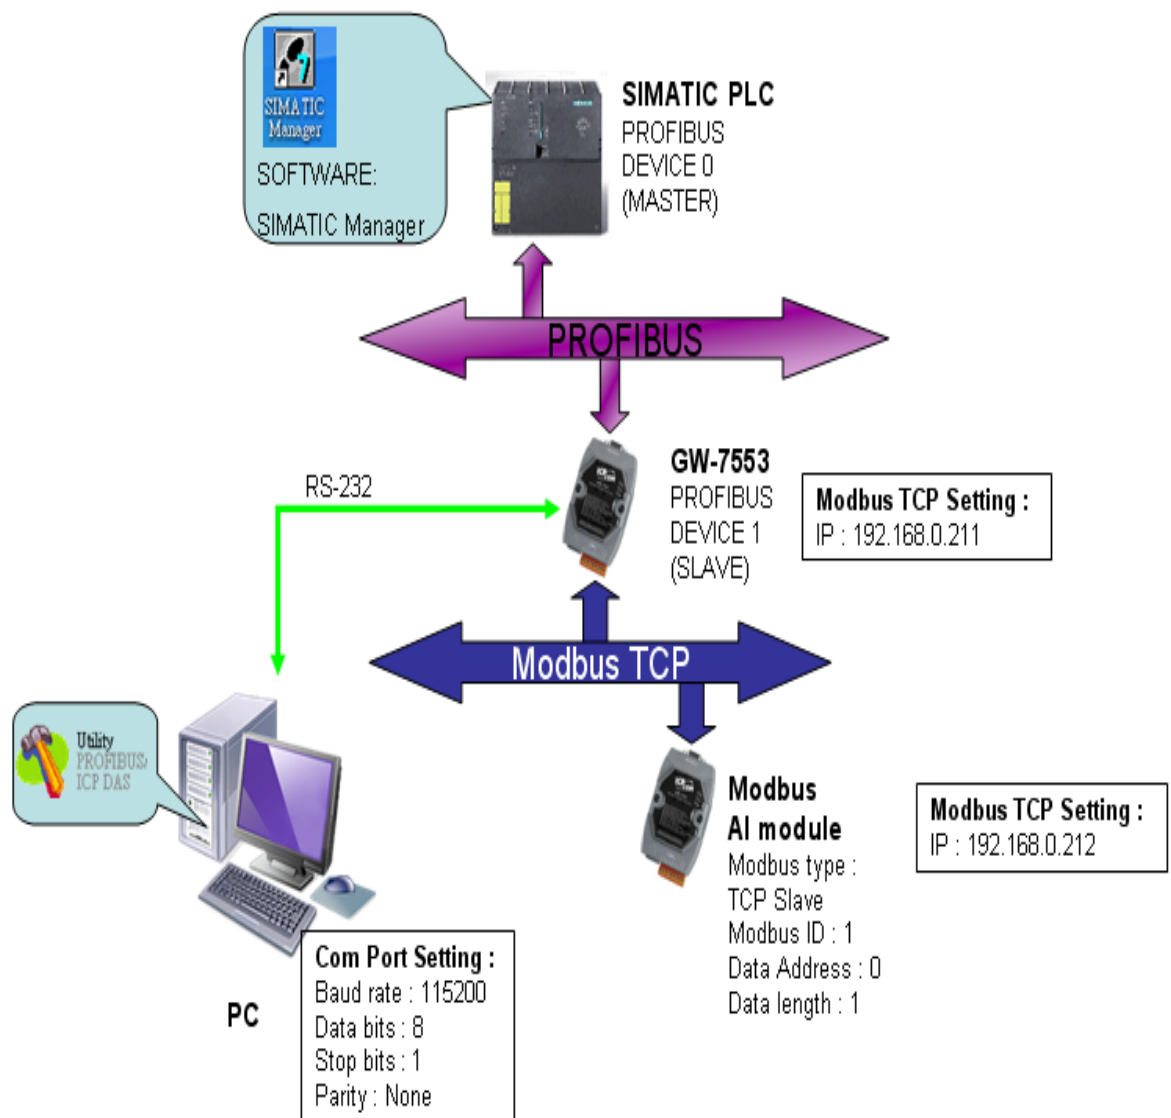 SIMATIC
Manager
SOFTWARE:
SIMATIC Manager
SIEMENS
SIMATIC PLC
PROFIBUS
DEVICE 0
(MASTER)
PROFIBUS
RS-232
GW-7553
PROFIBUS
DEVICE 1
(SLAVE)
Modbus TCP Setting :
IP : 192.168.0.211
Modbus TCP
Utility
PROFIBUS/
ICP DAS
Modbus
AI module
Modbus type :
TCP Slave
Modbus ID : 1
Data Address : 0
Data length : 1
Modbus TCP Setting :
IP : 192.168.0.212
PC
Com Port Setting :
Baud rate : 115200
Data bits : 8
Stop bits : 1
Parity : None